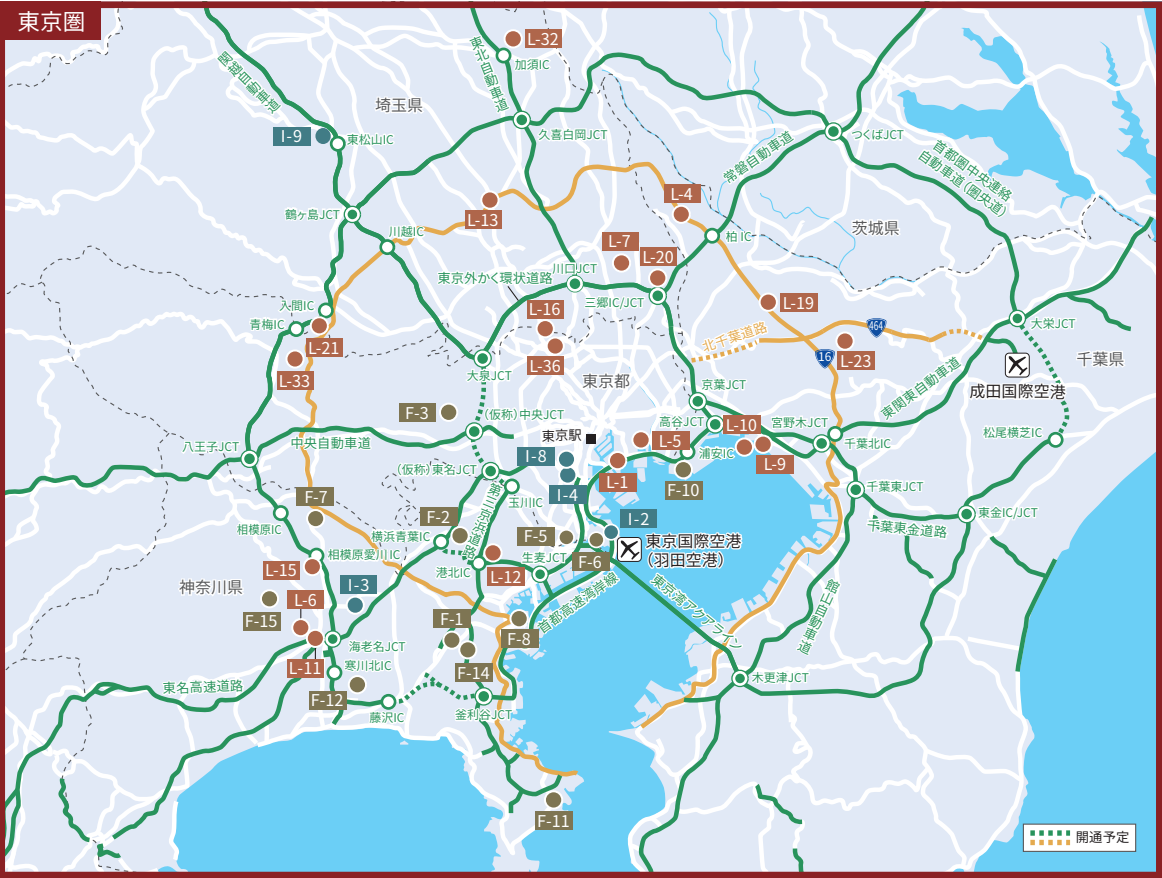 東京圏
L-32
東北自動車道
加須IC
関越自動車道
埼玉県
I-9
東松山IC
久喜白岡JCT
つくばJCT
常磐自動車道
首都圏中央連絡
自動車道(圏央道)
鶴ヶ島JCT
川越IC
L-13
L-4
L-7
L-20
柏IC
茨城県
東京外かく環状道路
川口JCT
三郷IC/JCT
入間IC
青梅IC
L-21
L-33
L-16
L-36
L-19
北千葉道路
464
16
L-23
大栄JCT
千葉県
成田国際空港
大泉JCT
東京都
京葉JCT
東関東自動車道
F-3
(仮称)中央JCT
東京駅
高谷JCT
L-10
宮野木JCT
松尾横芝IC
八王子JCT
中央自動車道
I-8
L-5
浦安IC
L-9
千葉北IC
(仮称)東名JCT
I-4
L-1
F-10
千葉東JCT
F-7
第三京浜道路
玉川IC
相模原IC
F-2
横浜青葉IC
I-2
千葉東金道路
東金IC/JCT
F-5
F-6
東京国際空港
(羽田空港)
相模原愛川IC
L-15
I-3
港北IC
L-12
生麦JCT
神奈川県
F-15
L-6
首都高速湾岸線
東京湾アクアライン
館山自動車道
F-1
F-8
海老名JCT
L-11
寒川北IC
F-14
木更津JCT
東名高速道路
F-12
藤沢IC
釜利谷JCT
F-11
開通予定